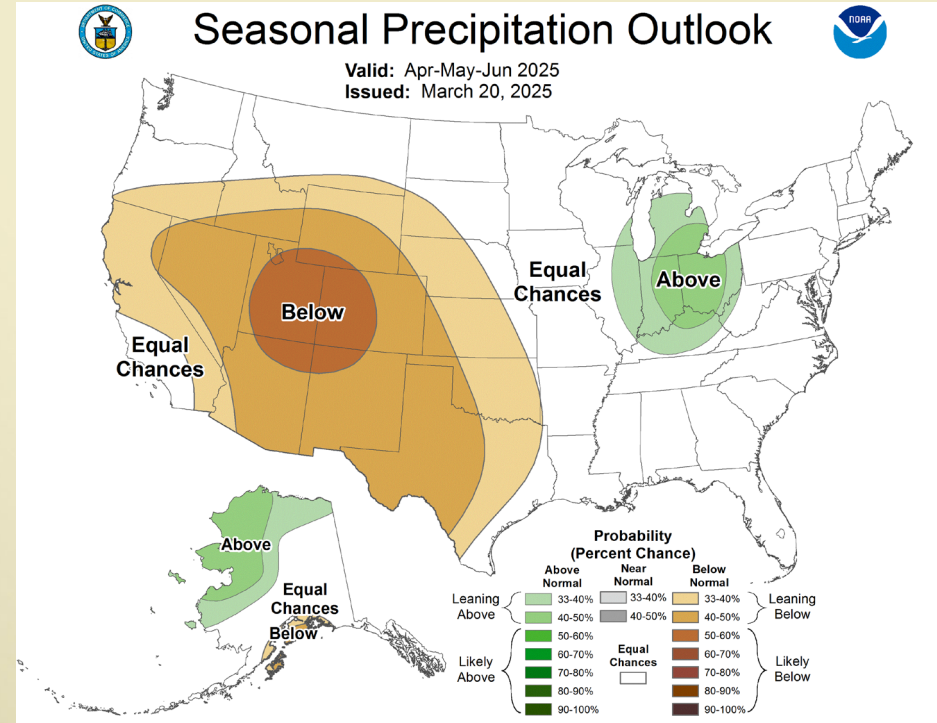 Seasonal Precipitation Outlook
Valid: Apr-May-Jun 2025
Issued: March 20, 2025
NOAA
Equal
Chances
Above
Below
Equal
Chances
Above
Equal
Chances
Below
Probability
(Percent Chance)
Above
Normal
Near
Normal
Below
Normal
Leaning
Above
33-40%
40-50%
33-40%
40-50%
33-40%
40-50%
Leaning
Below
Likely
Above
50-60%
60-70%
70-80%
80-90%
90-100%
Equal
Chances
50-60%
60-70%
70-80%
80-90%
90-100%
Likely
Below